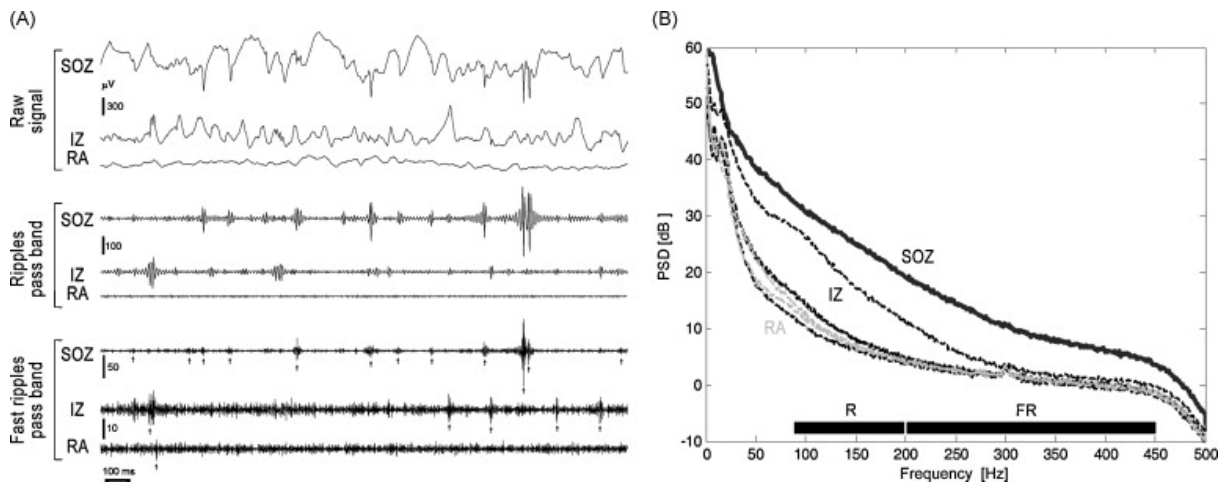 (A)
SOZ
μV
300
IZ
RA
Raw
signal
SOZ
100
IZ
RA
Ripples
pass band
SOZ
50
IZ
10
RA
Fast ripples
pass band
100 ms
(B)
60
50
40
30
20
10
0
-10
PSD [dB]
SOZ
IZ
RA
R
FR
0 50 100 150 200 250 300 350 400 450 500
Frequency [Hz]